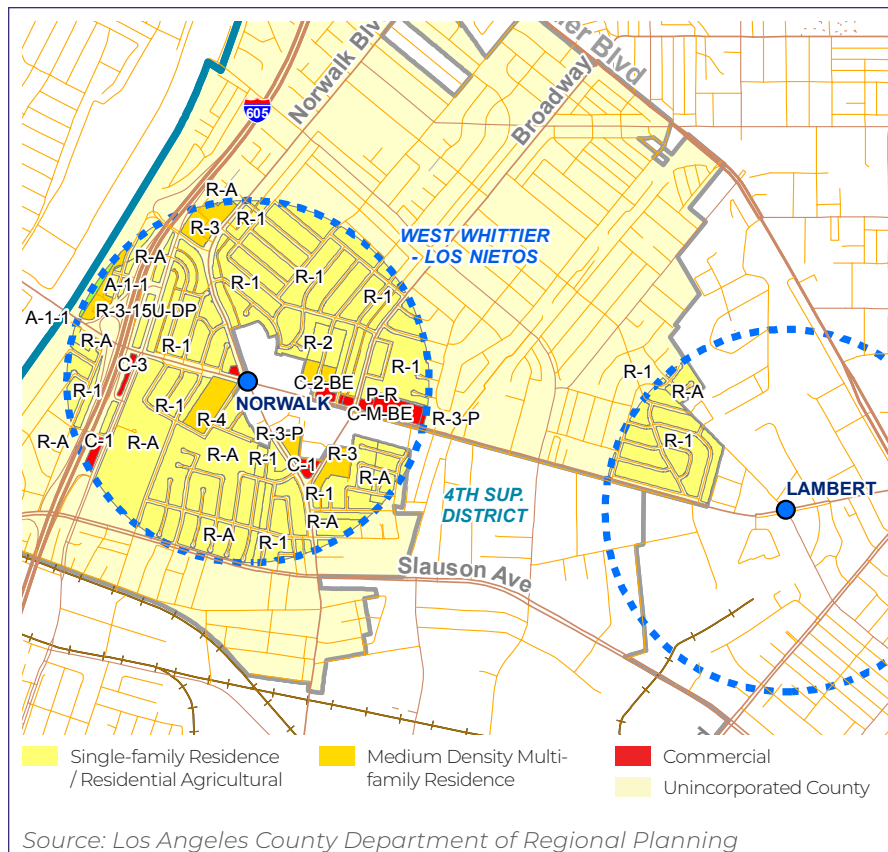 Norwalk Blv
605
Broadway
er Blvd
R-A
R-3
R-1
WEST WHITTIER
- LOS NIETOS
R-A
R-1
R-1
A-1-1
R-1
R-3-15U-DP
A-1-1
R-A
R-1
R-2
C-3
R-1
R-1
C-2-BE
P-R
R-A
R-1
NORWALK
C-M-BE
R-3-P
R-1
R-4
R-1
R-3-P
R-A
C-1
R-A
R-A
R-1
C-1
R-3
R-A
LAMBERT
R-1
4TH SUP.
DISTRICT
R-A
R-A
R-1
Slauson Ave
Single-family Residence
/ Residential Agricultural
Medium Density Multi-
family Residence
Commercial
Unincorporated County
Source: Los Angeles County Department of Regional Planning